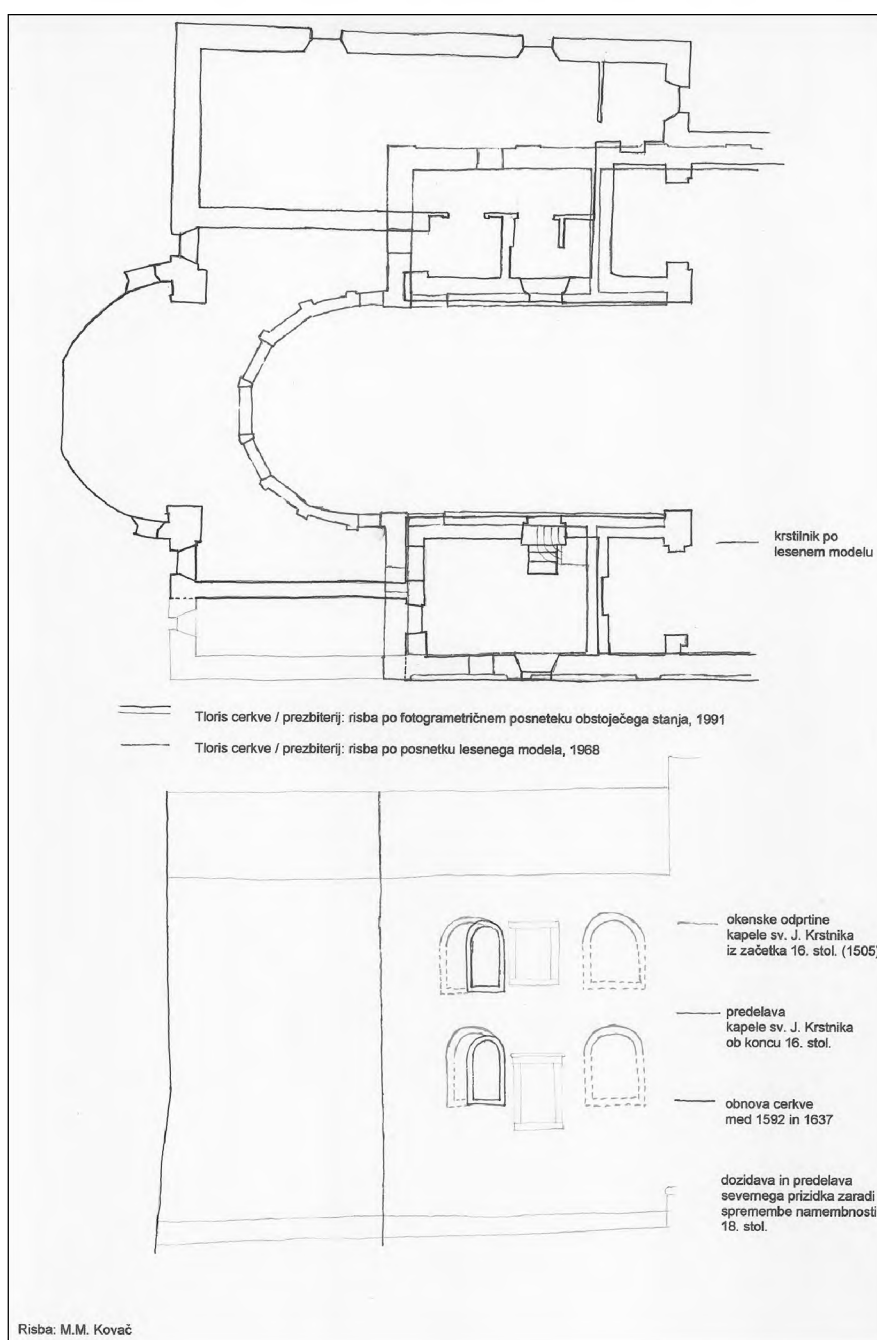 krstilnik po
lesenem modelu
Tloris cerkve / prezbiterij: risba po fotogrametričnem posneteku obstoječega stanja, 1991
Tloris cerkve / prezbiterij: risba po posnetku lesenega modela, 1968
okenske odprtine
kapele sv. J. Krstnika
iz začetka 16. stol. (1505)
predelava
kapele sv. J. Krstnika
ob koncu 16. stol.
obnova cerkve
med 1592 in 1637
dozidava in predelava
severnega prizidka zaradi
spremembe namembnosti
18. stol.
Risba: M.M. Kovač